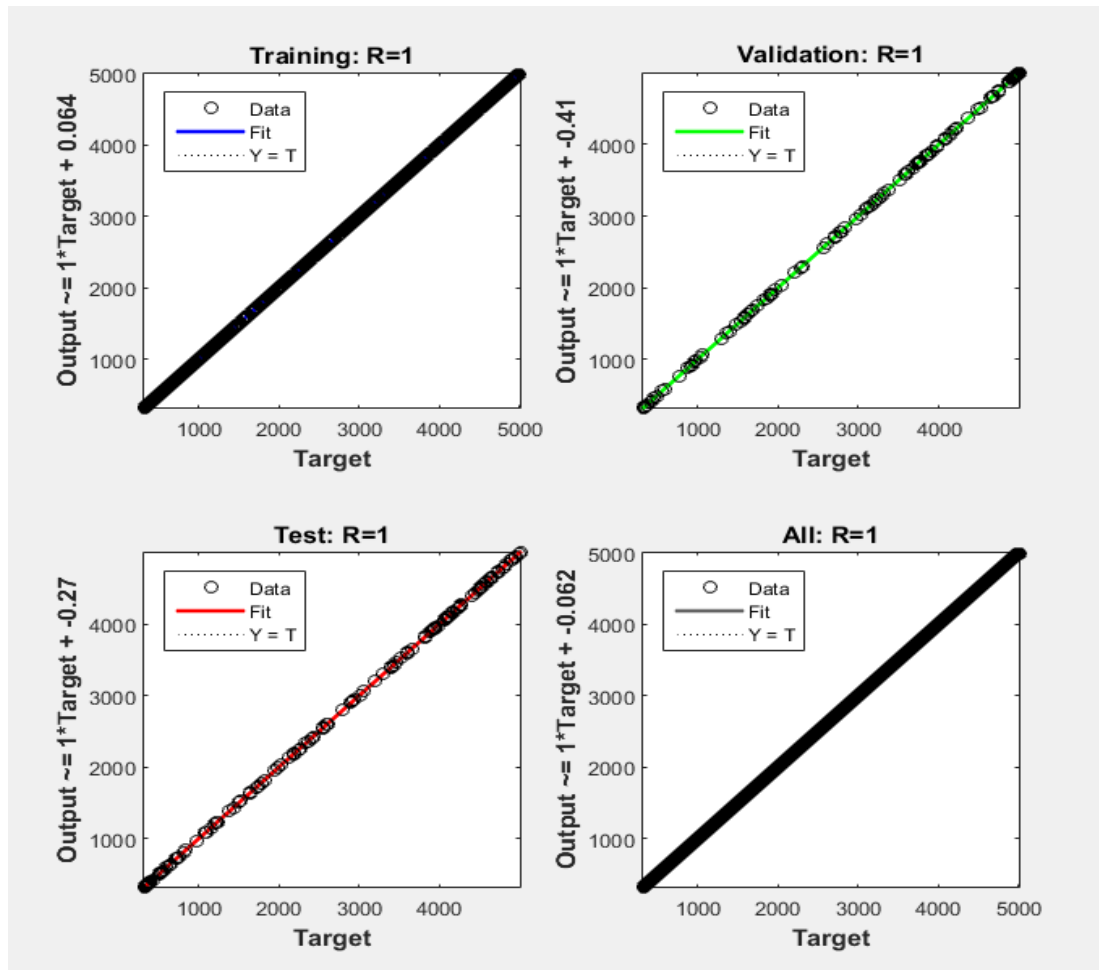 Training: R=1
Output ~= 1*Target + 0.064
5000
4000
3000
2000
1000
Data
Fit
Y = T
1000 2000 3000 4000 5000
Target
Validation: R=1
Output ~= 1*Target + -0.41
4000
3000
2000
1000
Data
Fit
Y = T
1000 2000 3000 4000
Target
Test: R=1
Output ~= 1*Target + -0.27
4000
3000
2000
1000
Data
Fit
Y = T
1000 2000 3000 4000
Target
All: R=1
Output ~= 1*Target + -0.062
5000
4000
3000
2000
1000
Data
Fit
Y = T
1000 2000 3000 4000 5000
Target